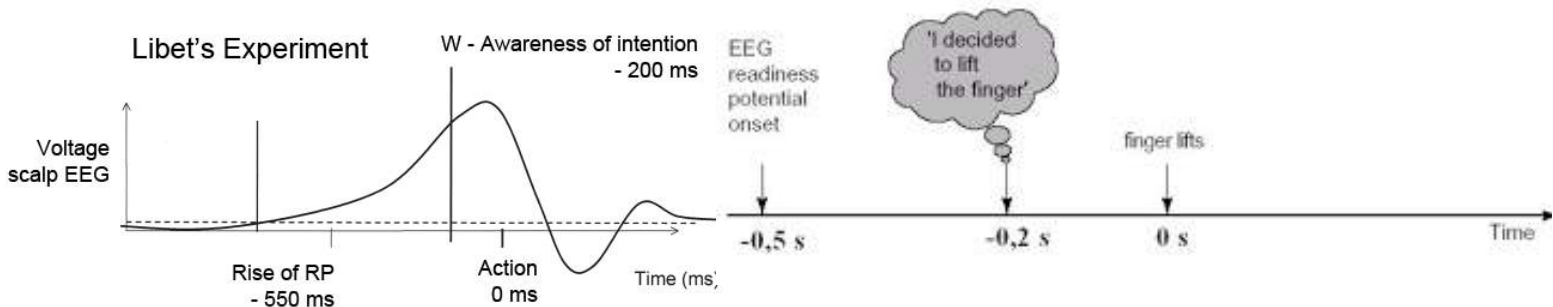 Libet's Experiment
W - Awareness of intention
- 200 ms
Voltage
scalp EEG
Rise of RP
- 550 ms
Action
0 ms
Time (ms)
EEG
readiness
potential
onset
'I decided
to lift
the finger'
finger lifts
-0,5 s
-0,2 s
0 s
Time